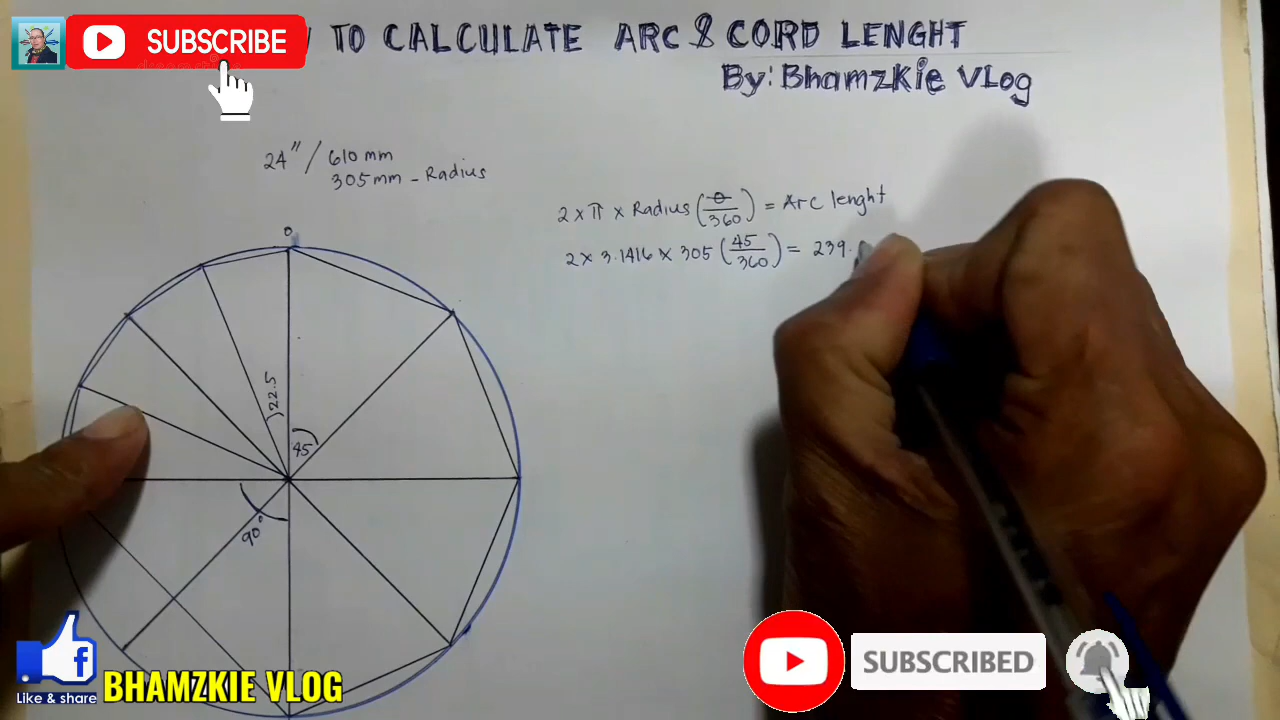 SUBSCRIBE
TO CALCULATE ARC & CORD LENGHT
By: Bhamzkie VLog
24" / 610 mm
305 mm - Radius
2 x π x Radius (θ/360) = Arc lenght
2 x 3.1416 x 305 (45/360) = 239.
0
22.5
45
90°
SUBSCRIBED
Like & share
BHAMZKIE VLOG